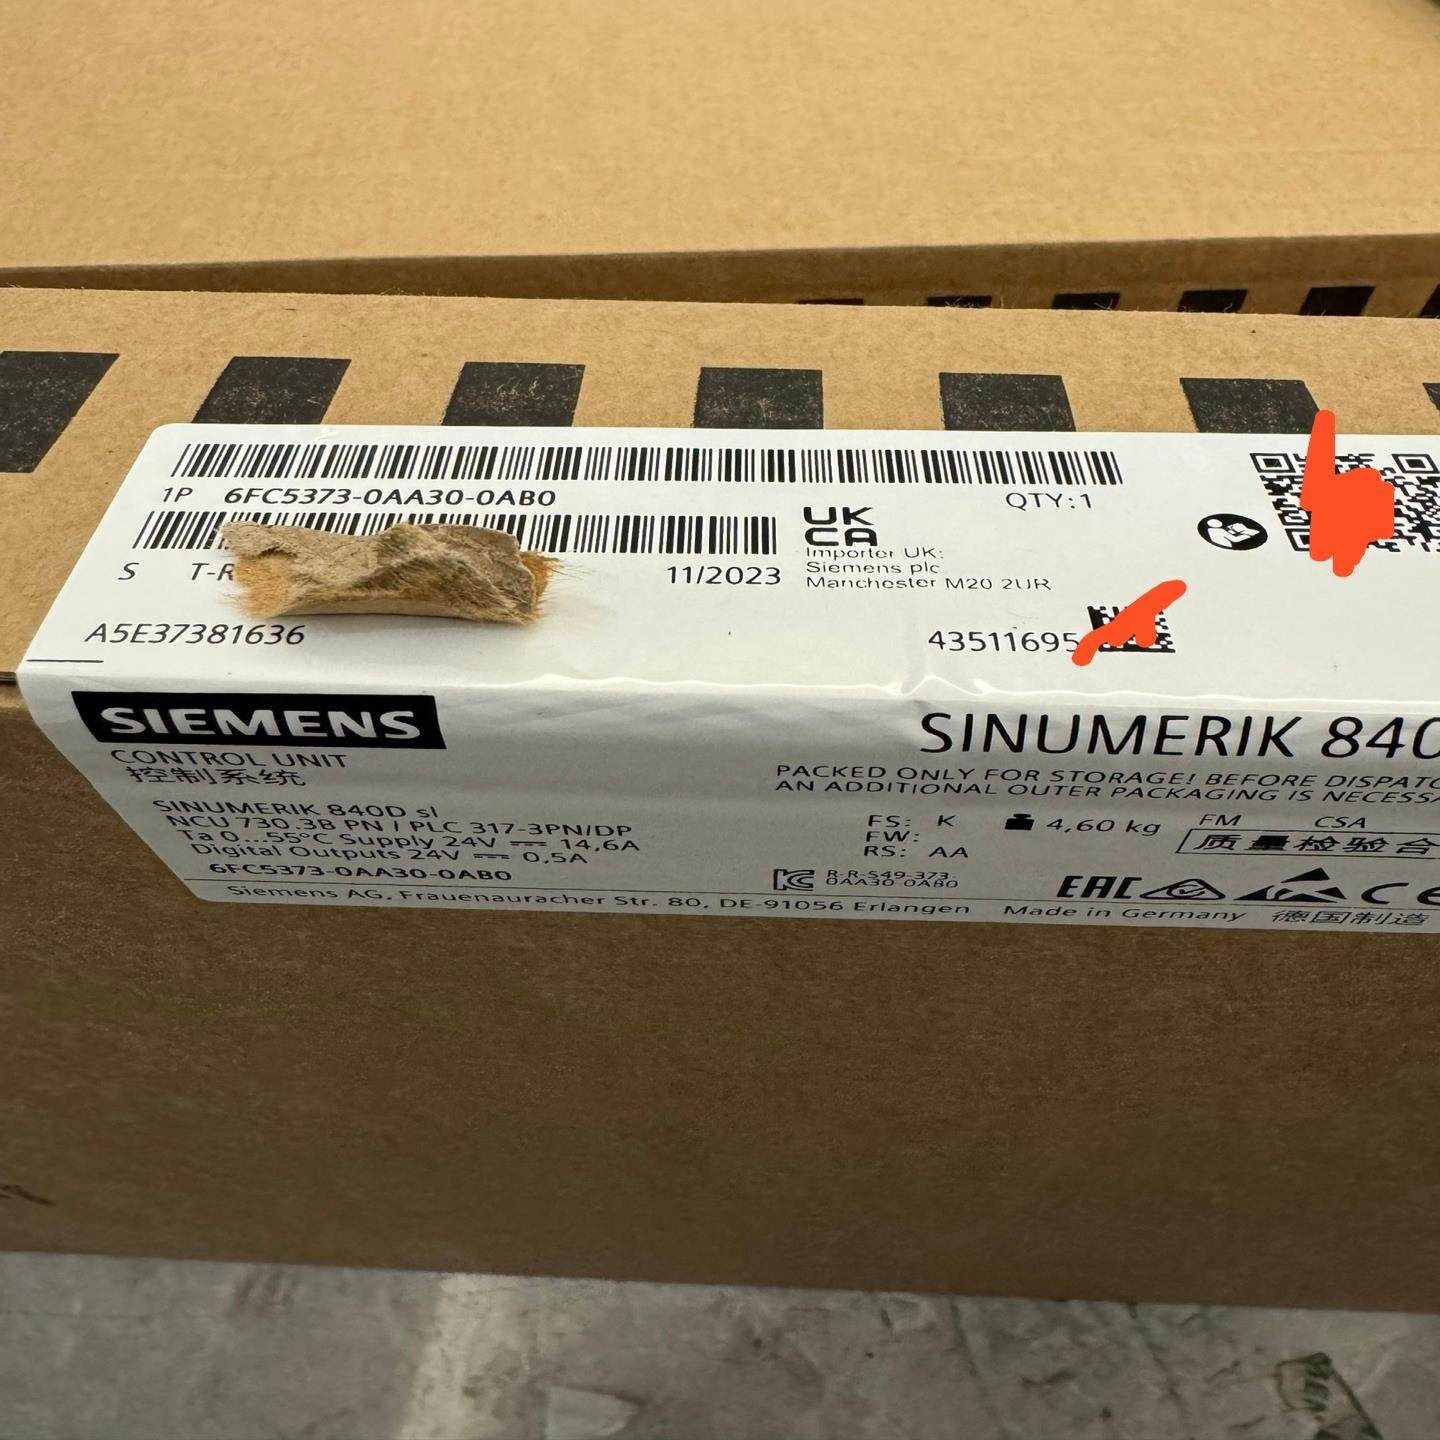 1P 6FC5373-0AA30-0AB0
QTY:1
S T-R
11/2023
UK
CA
Importer UK:
Siemens plc
Manchester M20 2UR
A5E37381636
43511695
SIEMENS
CONTROL UNIT
控制系统
SINUMERIK 840D sl
NCU 730.3B PN / PLC 317-3PN/DP
Ta 0...55°C Supply 24V ⎓ 14,6A
Digital Outputs 24V ⎓ 0,5A
6FC5373-0AA30-0AB0
SINUMERIK 840
PACKED ONLY FOR STORAGE! BEFORE DISPATC
AN ADDITIONAL OUTER PACKAGING IS NECESSA
FS: K
FW:
RS: AA
4,60 kg
FM CSA
质量检验合
R-R-S49-373
0AA30 0AB0
EAC
CE
Siemens AG, Frauenauracher Str. 80, DE-91056 Erlangen Made in Germany 德国制造